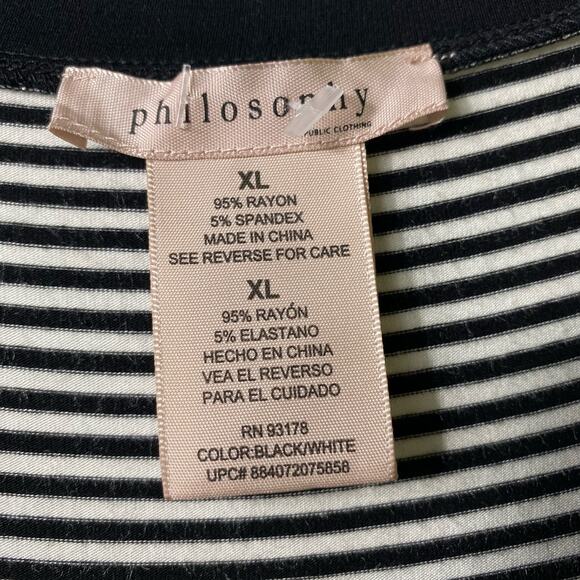 philosophy
PUBLIC CLOTHING
XL
95% RAYON
5% SPANDEX
MADE IN CHINA
SEE REVERSE FOR CARE
XL
95% RAYÓN
5% ELASTANO
HECHO EN CHINA
VEA EL REVERSO
PARA EL CUIDADO
RN 93178
COLOR:BLACK/WHITE
UPC# 884072075858